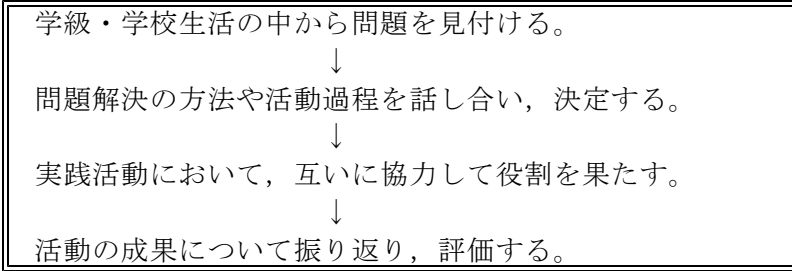 学級・学校生活の中から問題を見付ける。
↓
問題解決の方法や活動過程を話し合い，決定する。
↓
実践活動において，互いに協力して役割を果たす。
↓
活動の成果について振り返り，評価する。